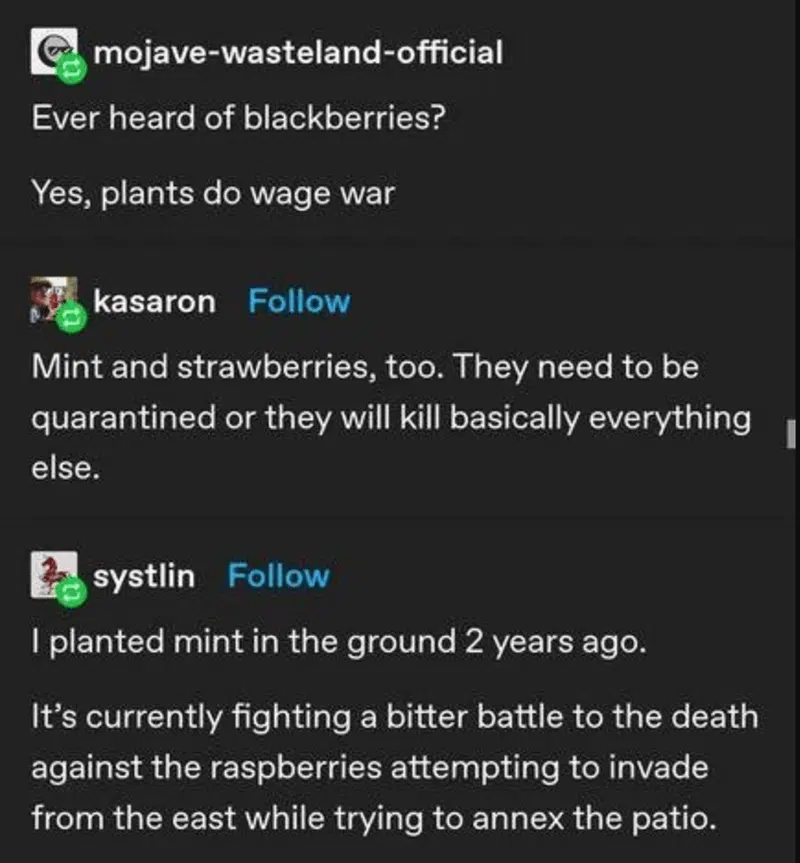 mojave-wasteland-official
Ever heard of blackberries?
Yes, plants do wage war
kasaron Follow
Mint and strawberries, too. They need to be
quarantined or they will kill basically everything
else.
systlin Follow
I planted mint in the ground 2 years ago.
It’s currently fighting a bitter battle to the death
against the raspberries attempting to invade
from the east while trying to annex the patio.